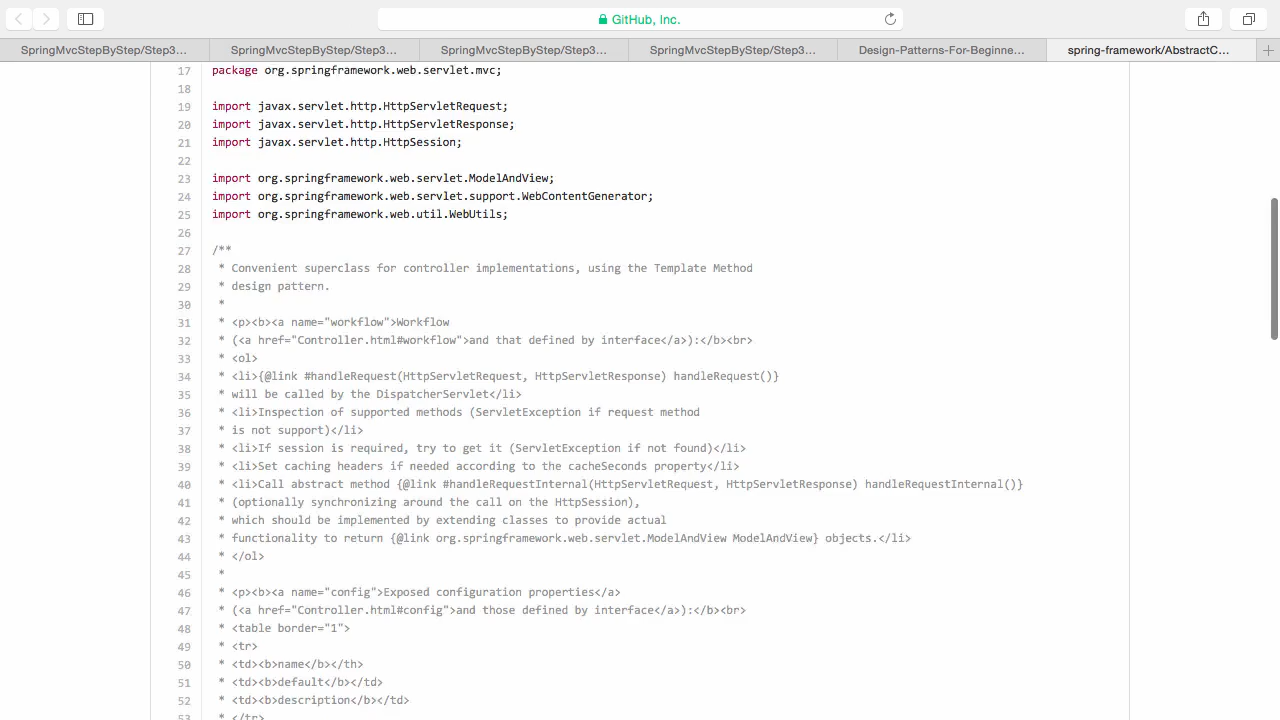 GitHub, Inc.
SpringMvcStepByStep/Step3...
SpringMvcStepByStep/Step3...
SpringMvcStepByStep/Step3...
SpringMvcStepByStep/Step3...
Design-Patterns-For-Beginne...
spring-framework/AbstractC...
17 package org.springframework.web.servlet.mvc;
18
19 import javax.servlet.http.HttpServletRequest;
20 import javax.servlet.http.HttpServletResponse;
21 import javax.servlet.http.HttpSession;
22
23 import org.springframework.web.servlet.ModelAndView;
24 import org.springframework.web.servlet.support.WebContentGenerator;
25 import org.springframework.web.util.WebUtils;
26
27 /**
28 * Convenient superclass for controller implementations, using the Template Method
29 * design pattern.
30 *
31 * <p><b><a name="workflow">Workflow
32 * (<a href="Controller.html#workflow">and that defined by interface</a>):</b><br>
33 * <ol>
34 * <li>{@link #handleRequest(HttpServletRequest, HttpServletResponse) handleRequest()}
35 * will be called by the DispatcherServlet</li>
36 * <li>Inspection of supported methods (ServletException if request method
37 * is not support)</li>
38 * <li>If session is required, try to get it (ServletException if not found)</li>
39 * <li>Set caching headers if needed according to the cacheSeconds property</li>
40 * <li>Call abstract method {@link #handleRequestInternal(HttpServletRequest, HttpServletResponse) handleRequestInternal()}
41 * (optionally synchronizing around the call on the HttpSession),
42 * which should be implemented by extending classes to provide actual
43 * functionality to return {@link org.springframework.web.servlet.ModelAndView ModelAndView} objects.</li>
44 * </ol>
45 *
46 * <p><b><a name="config">Exposed configuration properties</a>
47 * (<a href="Controller.html#config">and those defined by interface</a>):</b><br>
48 * <table border="1">
49 * <tr>
50 * <td><b>name</b></th>
51 * <td><b>default</b></td>
52 * <td><b>description</b></td>
53 * </tr>